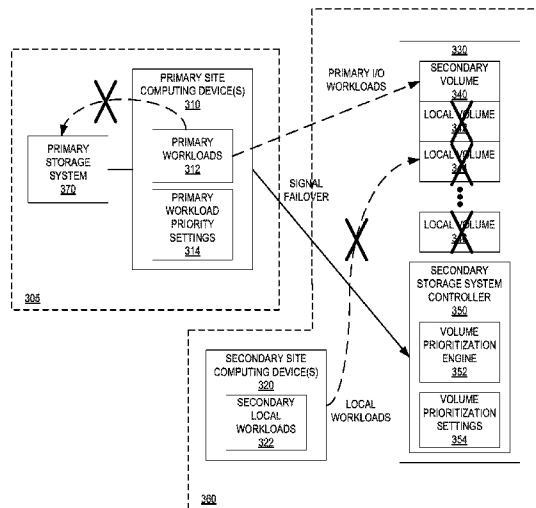 PRIMARY SITE
COMPUTING DEVICE(S)
310
PRIMARY
WORKLOADS
312
PRIMARY
WORKLOAD
PRIORITY
SETTINGS
314
PRIMARY
STORAGE
SYSTEM
370
305
PRIMARY I/O
WORKLOADS
SIGNAL
FAILOVER
330
SECONDARY
VOLUME
340
LOCAL VOLUME
LOCAL VOLUME
LOCAL VOLUME
SECONDARY
STORAGE SYSTEM
CONTROLLER
350
VOLUME
PRIORITIZATION
ENGINE
352
VOLUME
PRIORITIZATION
SETTINGS
354
SECONDARY SITE
COMPUTING DEVICE(S)
320
SECONDARY
LOCAL
WORKLOADS
322
LOCAL
WORKLOADS
360